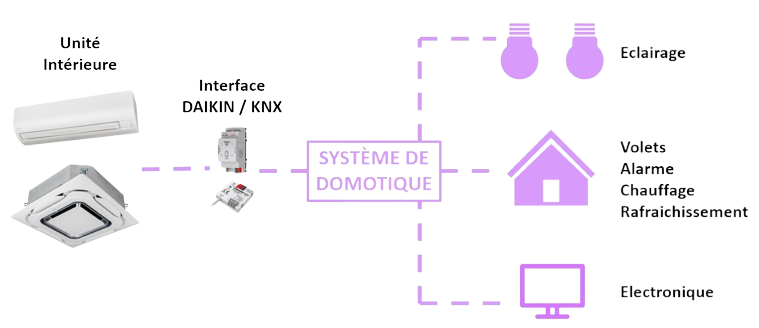 Unité
Intérieure
Interface
DAIKIN / KNX
SYSTÈME DE
DOMOTIQUE
Eclairage
Volets
Alarme
Chauffage
Rafraichissement
Electronique